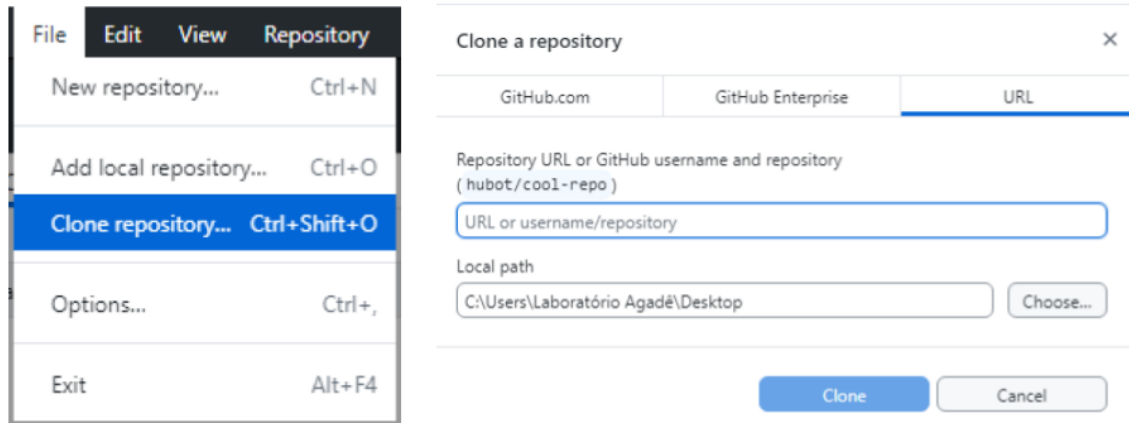 File Edit View Repository
New repository... Ctrl+N
Add local repository... Ctrl+O
Clone repository... Ctrl+Shift+O
Options... Ctrl+,
Exit Alt+F4
Clone a repository
GitHub.com GitHub Enterprise URL
Repository URL or GitHub username and repository
(hubot/cool-repo)
URL or username/repository
Local path
C:\Users\Laboratório Agadê\Desktop Choose...
Clone Cancel